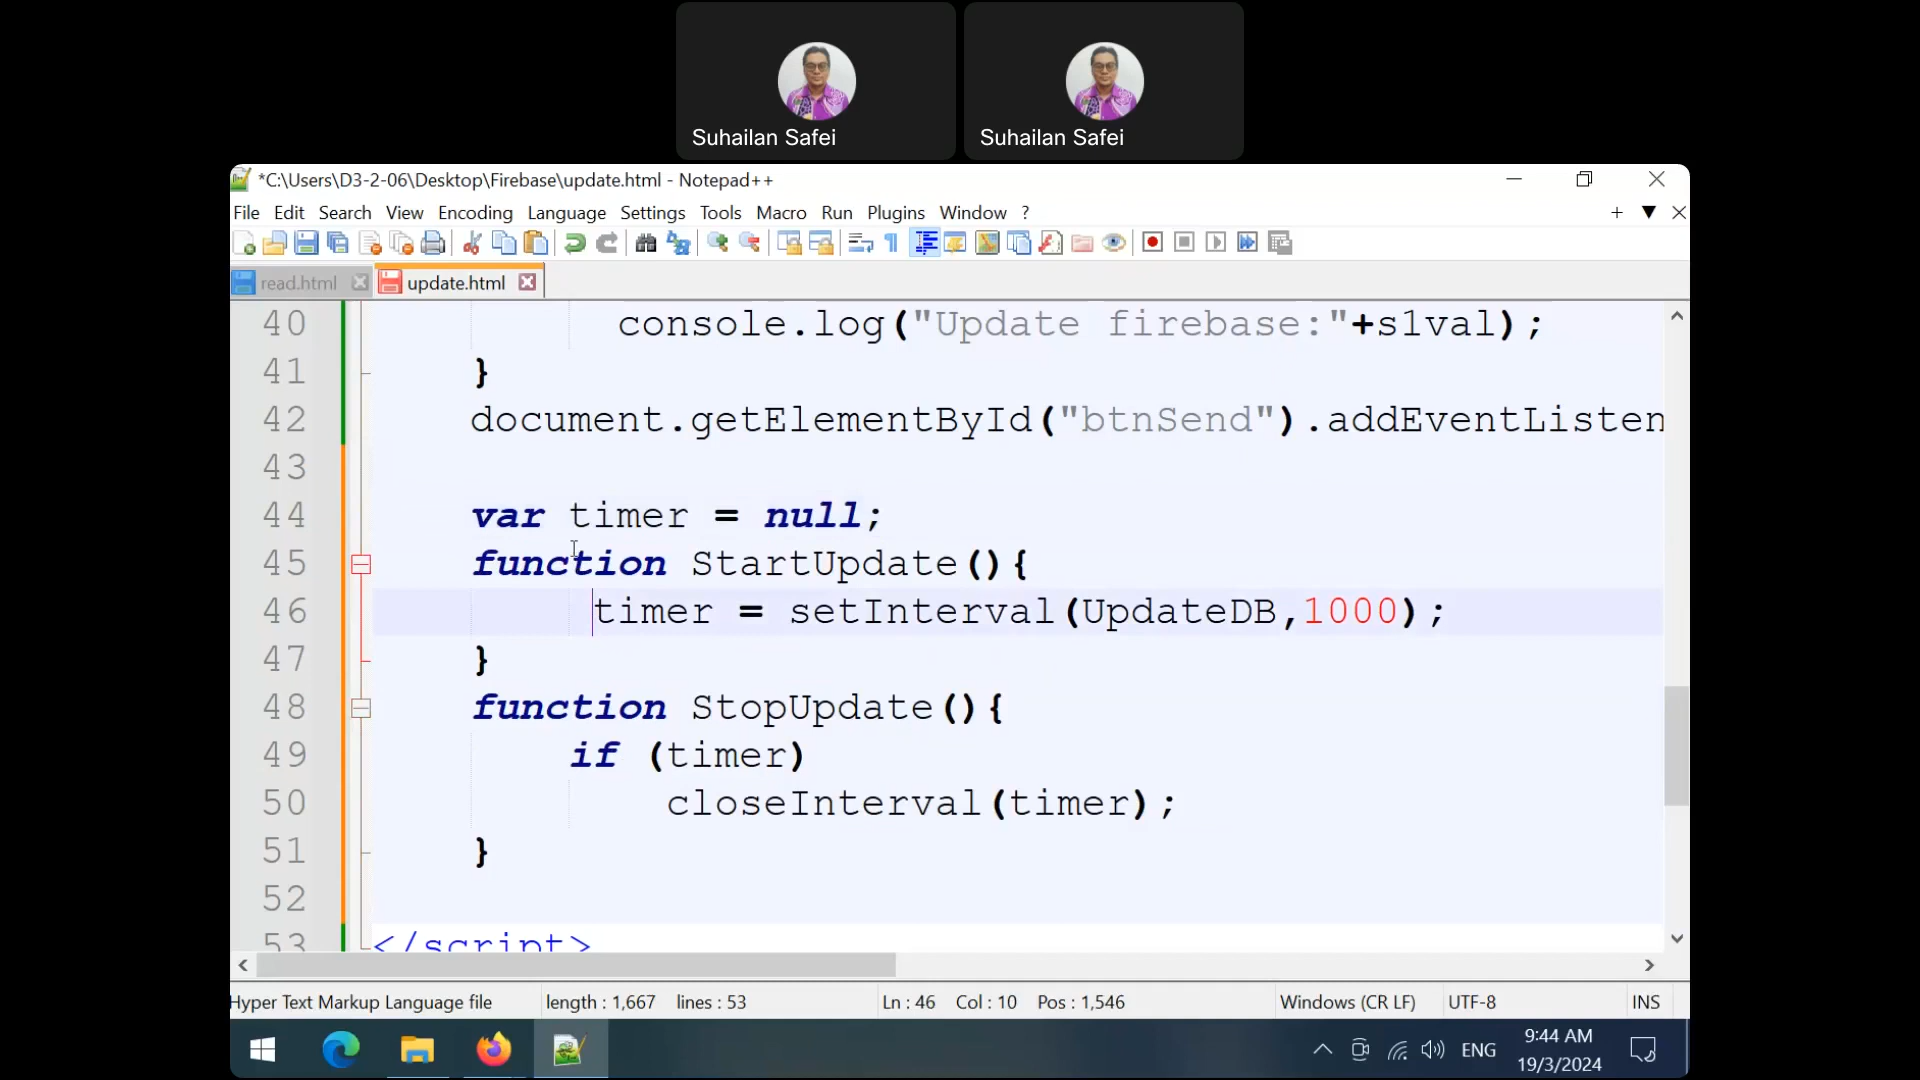 Suhailan Safei
Suhailan Safei
*C:\Users\D3-2-06\Desktop\Firebase\update.html - Notepad++
File Edit Search View Encoding Language Settings Tools Macro Run Plugins Window ?
read.html update.html
40 console.log("Update firebase:"+s1val);
41 }
42 document.getElementById("btnSend").addEventListen
43
44 var timer = null;
45 function StartUpdate(){
46 timer = setInterval(UpdateDB,1000);
47 }
48 function StopUpdate(){
49 if (timer)
50 closeInterval(timer);
51 }
52
53 </script>
Hyper Text Markup Language file length : 1,667 lines : 53 Ln : 46 Col : 10 Pos : 1,546 Windows (CR LF) UTF-8 INS
ENG 9:44 AM
19/3/2024